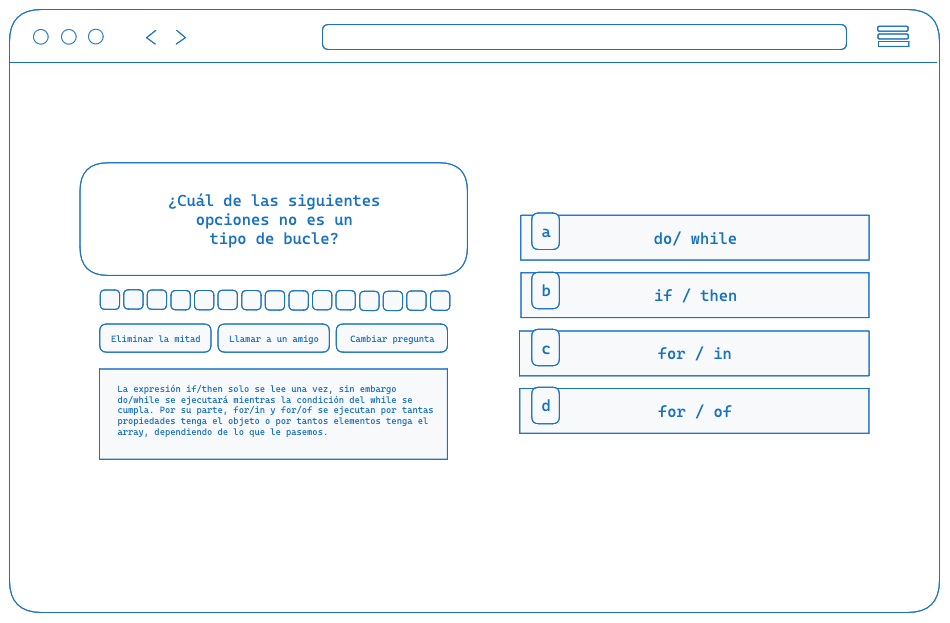 ¿Cuál de las siguientes
opciones no es un
tipo de bucle?
Eliminar la mitad
Llamar a un amigo
Cambiar pregunta
La expresión if/then solo se lee una vez, sin embargo
do/while se ejecutará mientras la condición del while se
cumpla. Por su parte, for/in y for/of se ejecutan por tantas
propiedades tenga el objeto o por tantos elementos tenga el
array, dependiendo de lo que le pasemos.
a
do/ while
b
if / then
c
for / in
d
for / of